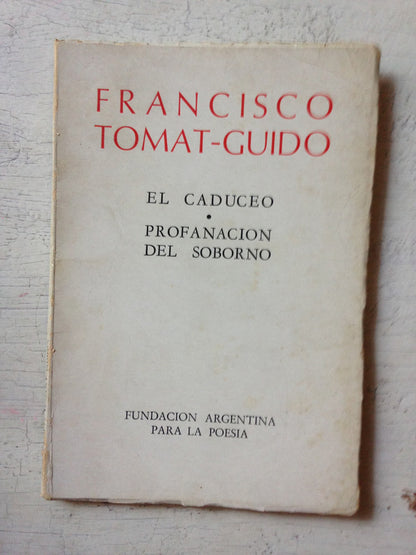 FRANCISCO
TOMAT-GUIDO
EL CADUCEO
•
PROFANACION
DEL SOBORNO
FUNDACION ARGENTINA
PARA LA POESIA